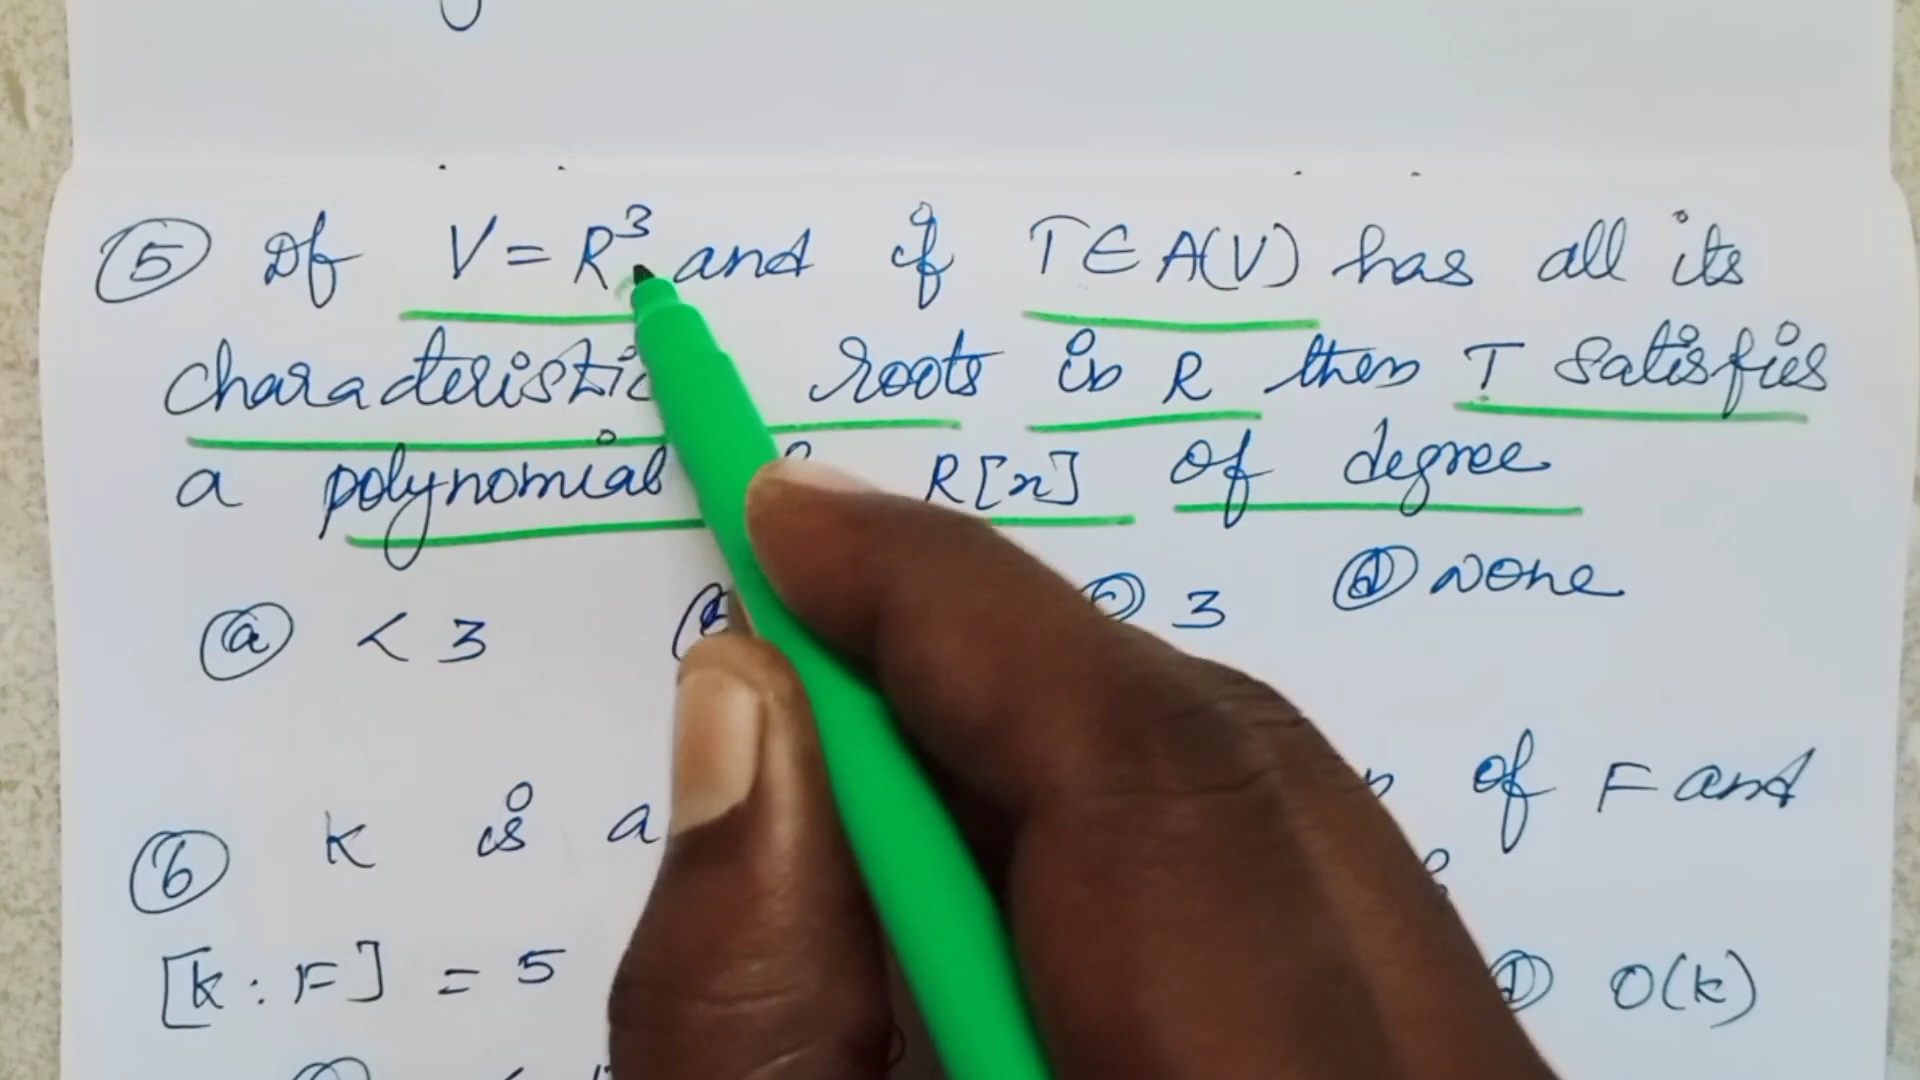 ⑤ If V = R³ and if T ∈ A(V) has all its
characteristic roots in R then T satisfies
a polynomial R[x] of degree
ⓐ < 3 ⓒ 3 ⓓ None
⑥ K is a of F and
[K : F] = 5 ⓓ O(K)